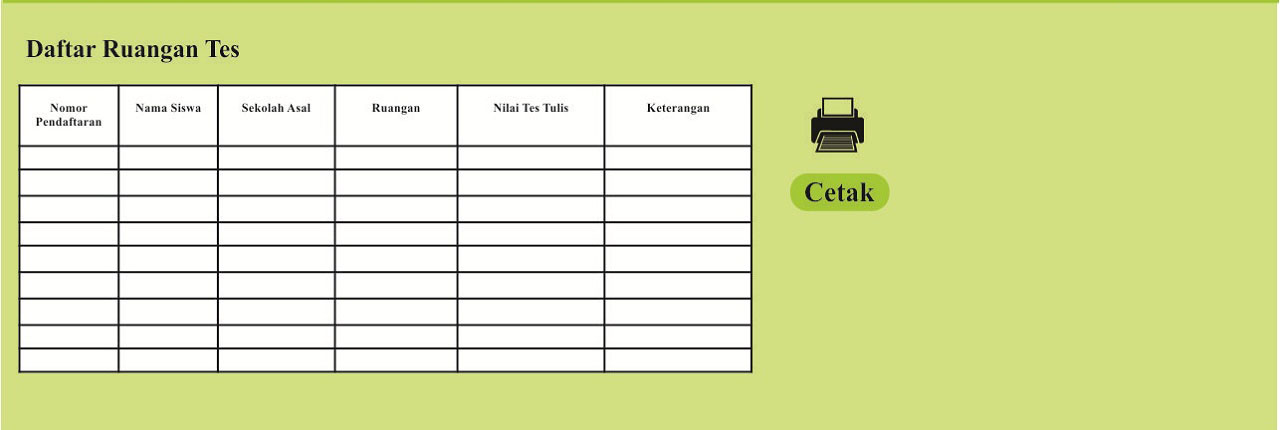 Daftar Ruangan Tes
Nomor Pendaftaran Nama Siswa Sekolah Asal Ruangan Nilai Tes Tulis Keterangan
Cetak